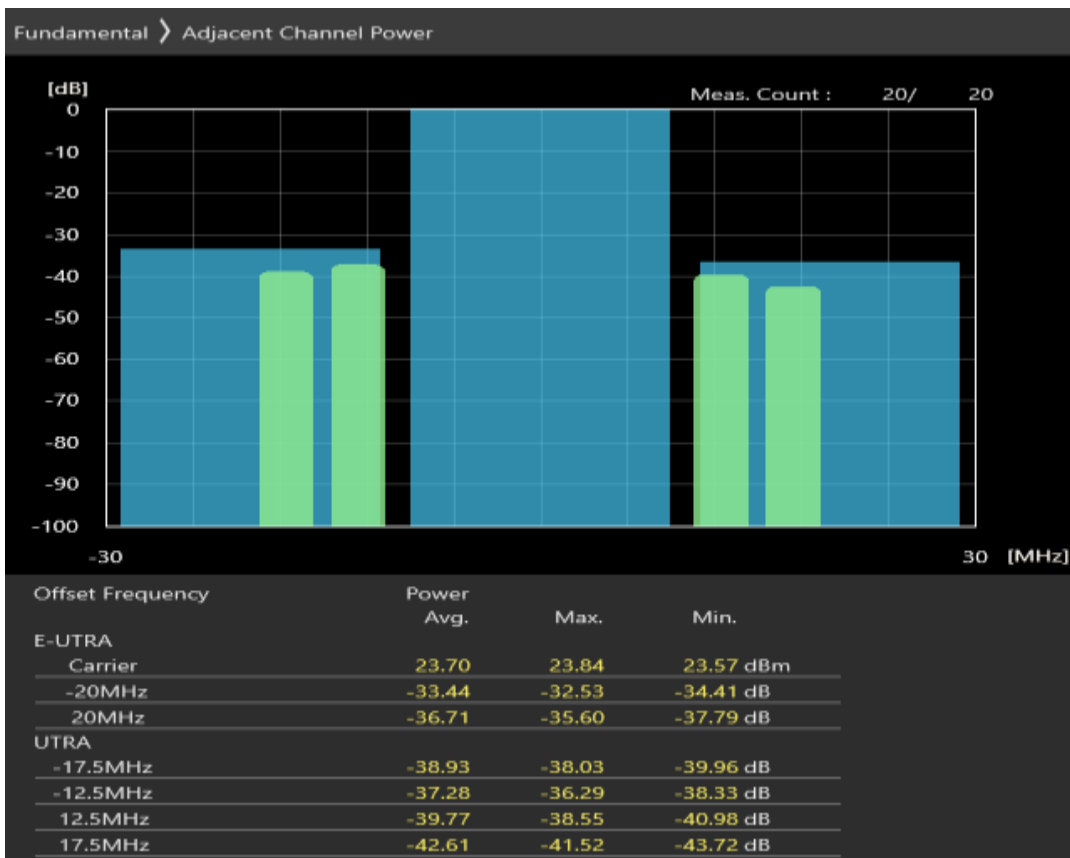 Fundamental 〉 Adjacent Channel Power
[dB]
Meas. Count : 20/ 20
0
-10
-20
-30
-40
-50
-60
-70
-80
-90
-100
-30 30 [MHz]
Offset Frequency Power
Avg. Max. Min.
E-UTRA
Carrier 23.70 23.84 23.57 dBm
-20MHz -33.44 -32.53 -34.41 dB
20MHz -36.71 -35.60 -37.79 dB
UTRA
-17.5MHz -38.93 -38.03 -39.96 dB
-12.5MHz -37.28 -36.29 -38.33 dB
12.5MHz -39.77 -38.55 -40.98 dB
17.5MHz -42.61 -41.52 -43.72 dB